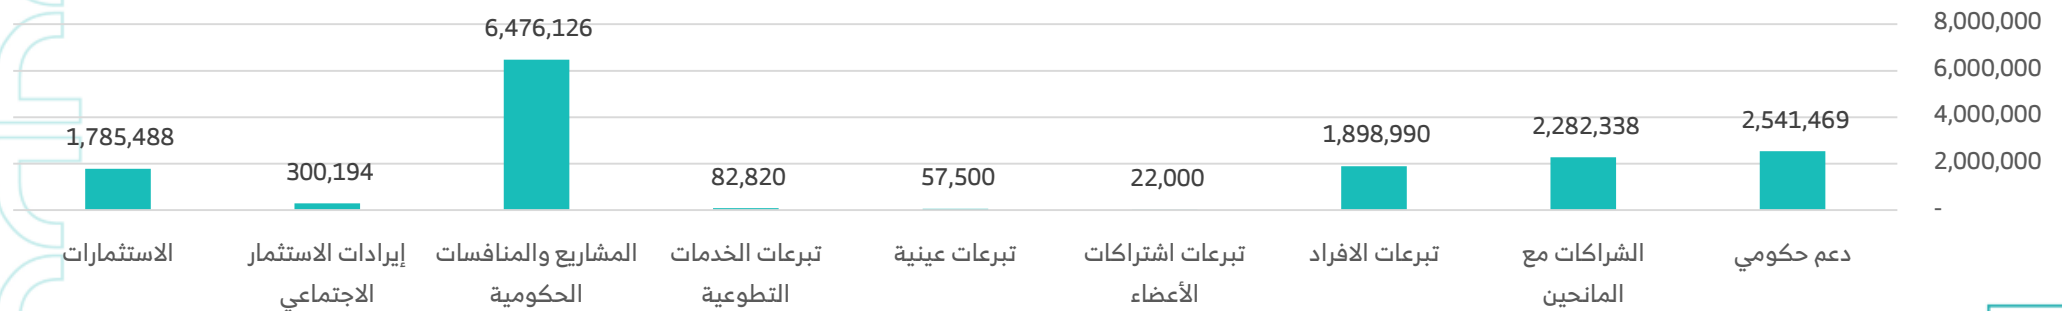 8,000,000
6,000,000
4,000,000
2,000,000
-
2,541,469
2,282,338
1,898,990
22,000
57,500
82,820
6,476,126
300,194
1,785,488
دعم حكومي
الشراكات مع
المانحين
تبرعات الافراد
تبرعات اشتراكات
الأعضاء
تبرعات عينية
تبرعات الخدمات
التطوعية
المشاريع والمنافسات
الحكومية
إيرادات الاستثمار
الاجتماعي
الاستثمارات